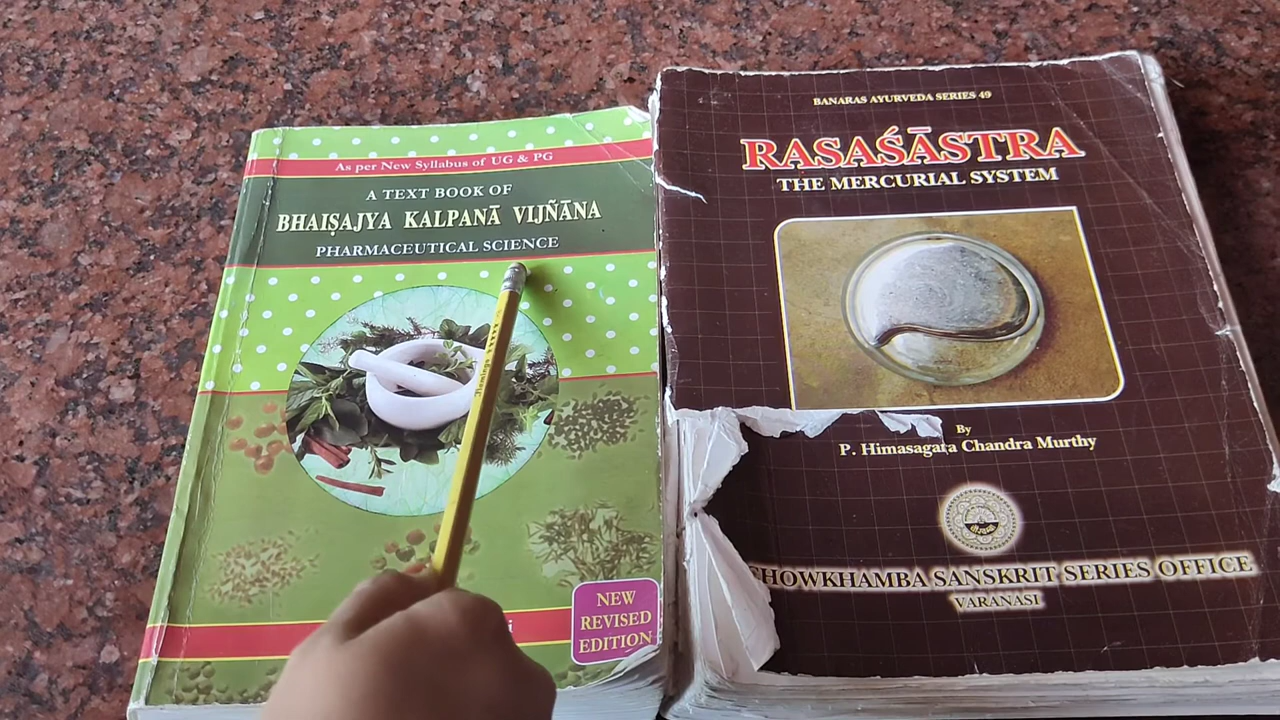 As per New Syllabus of UG & PG
A TEXT BOOK OF
BHAIṢAJYA KALPANĀ VIJÑĀNA
PHARMACEUTICAL SCIENCE
NEW
REVISED
EDITION
BANARAS AYURVEDA SERIES 49
RASAŚĀSTRA
THE MERCURIAL SYSTEM
By
P. Himasagara Chandra Murthy
CHOWKHAMBA SANSKRIT SERIES OFFICE
VARANASI